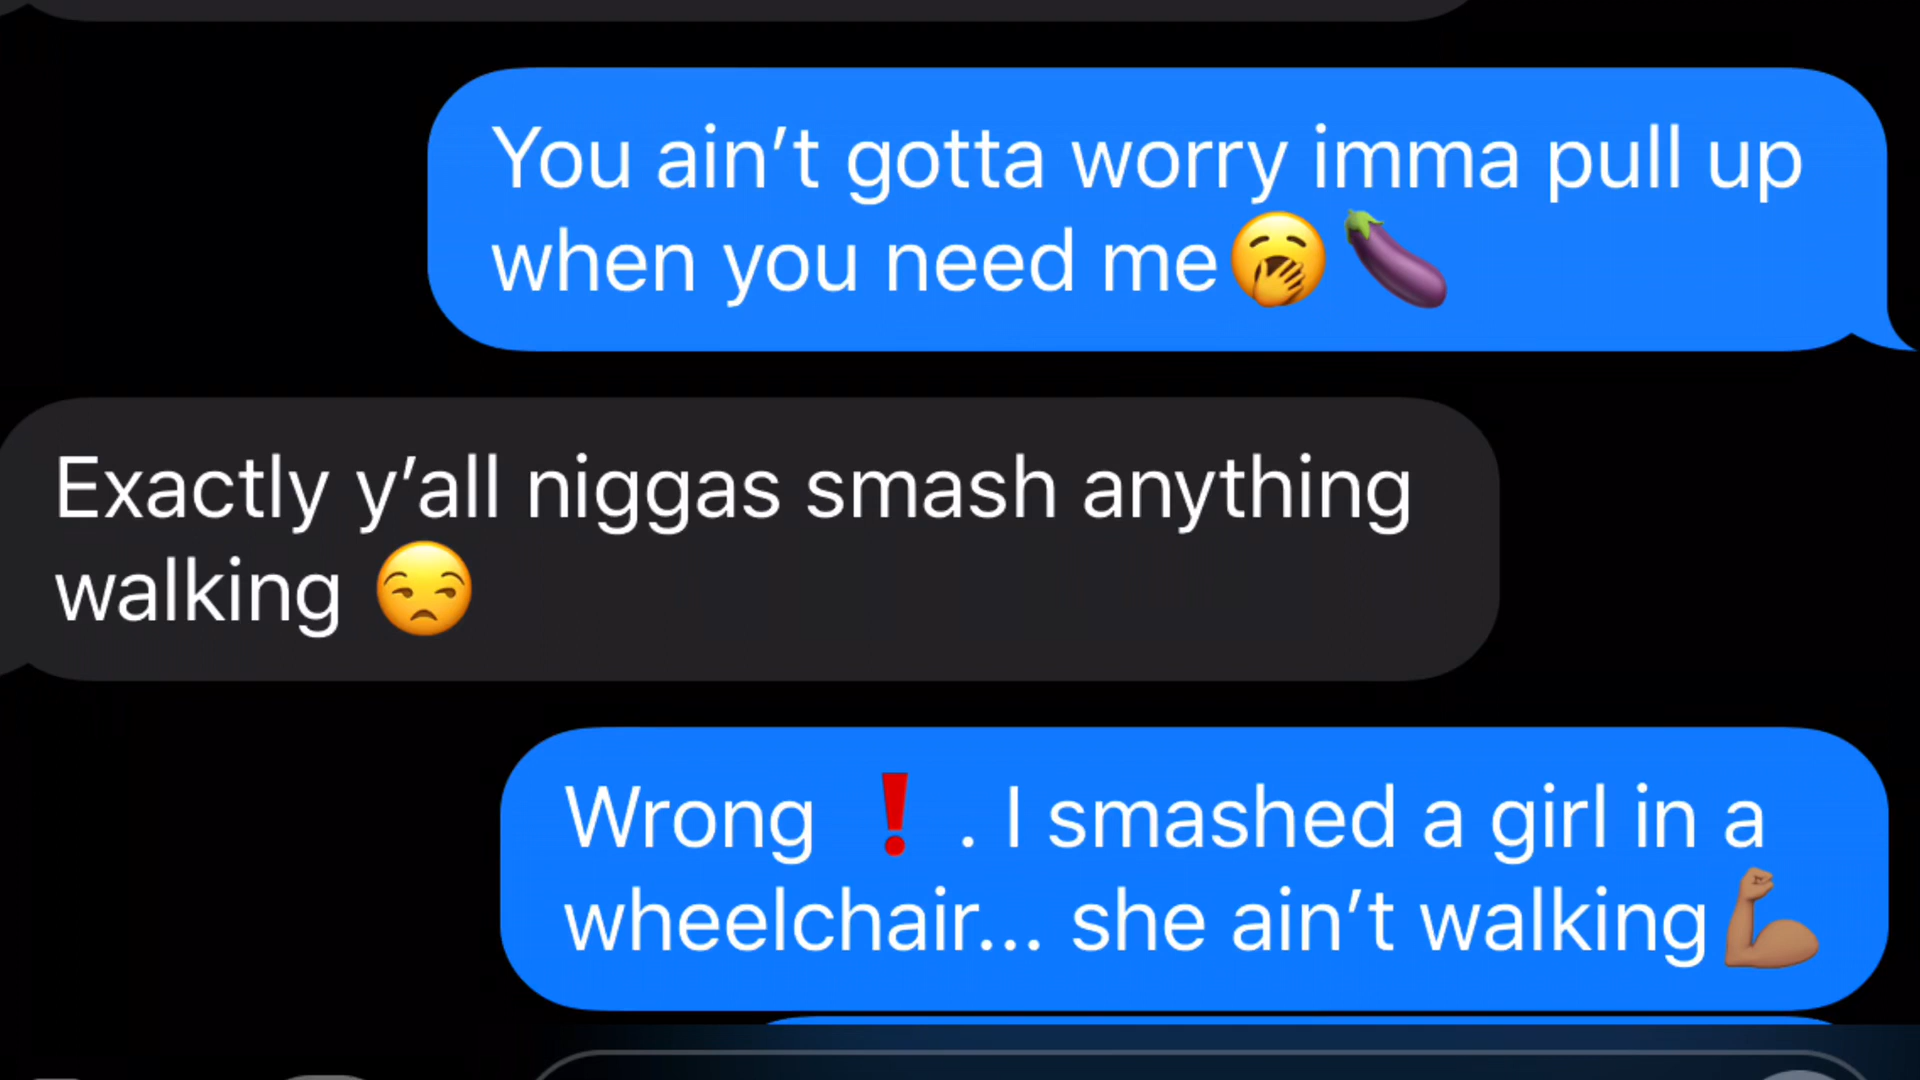 You ain’t gotta worry imma pull up
when you need me🥱🍆
Exactly y’all niggas smash anything
walking 😒
Wrong ❗ . I smashed a girl in a
wheelchair... she ain’t walking💪🏽